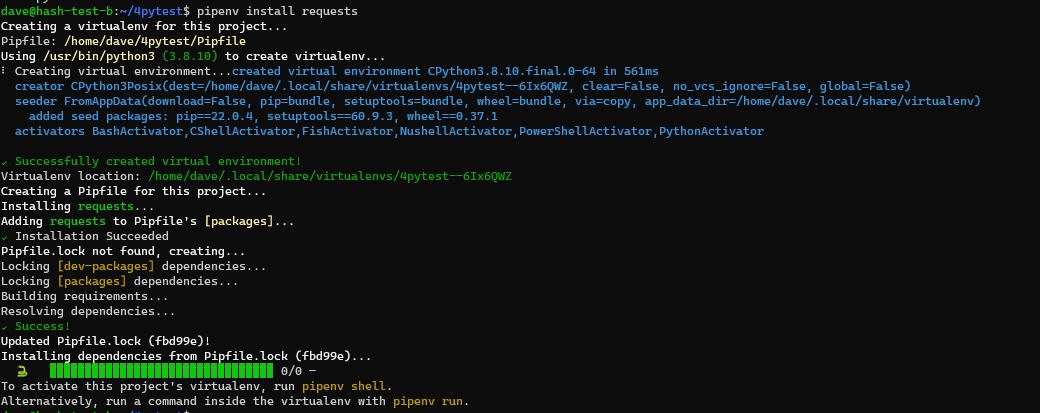 dave@hash-test-b:~/4pytest$ pipenv install requests
Creating a virtualenv for this project...
Pipfile: /home/dave/4pytest/Pipfile
Using /usr/bin/python3 (3.8.10) to create virtualenv...
⠇ Creating virtual environment...created virtual environment CPython3.8.10.final.0-64 in 561ms
creator CPython3Posix(dest=/home/dave/.local/share/virtualenvs/4pytest--6Ix6QWZ, clear=False, no_vcs_ignore=False, global=False)
seeder FromAppData(download=False, pip=bundle, setuptools=bundle, wheel=bundle, via=copy, app_data_dir=/home/dave/.local/share/virtualenv)
added seed packages: pip==22.0.4, setuptools==60.9.3, wheel==0.37.1
activators BashActivator,CShellActivator,FishActivator,NushellActivator,PowerShellActivator,PythonActivator
✔ Successfully created virtual environment!
Virtualenv location: /home/dave/.local/share/virtualenvs/4pytest--6Ix6QWZ
Creating a Pipfile for this project...
Installing requests...
Adding requests to Pipfile's [packages]...
✔ Installation Succeeded
Pipfile.lock not found, creating...
Locking [dev-packages] dependencies...
Locking [packages] dependencies...
Building requirements...
Resolving dependencies...
✔ Success!
Updated Pipfile.lock (fbd99e)!
Installing dependencies from Pipfile.lock (fbd99e)...
🐍 ▉▉▉▉▉▉▉▉▉▉▉▉▉▉▉▉▉▉▉▉▉▉▉▉▉▉▉▉▉▉▉▉ 0/0 —
To activate this project's virtualenv, run pipenv shell.
Alternatively, run a command inside the virtualenv with pipenv run.